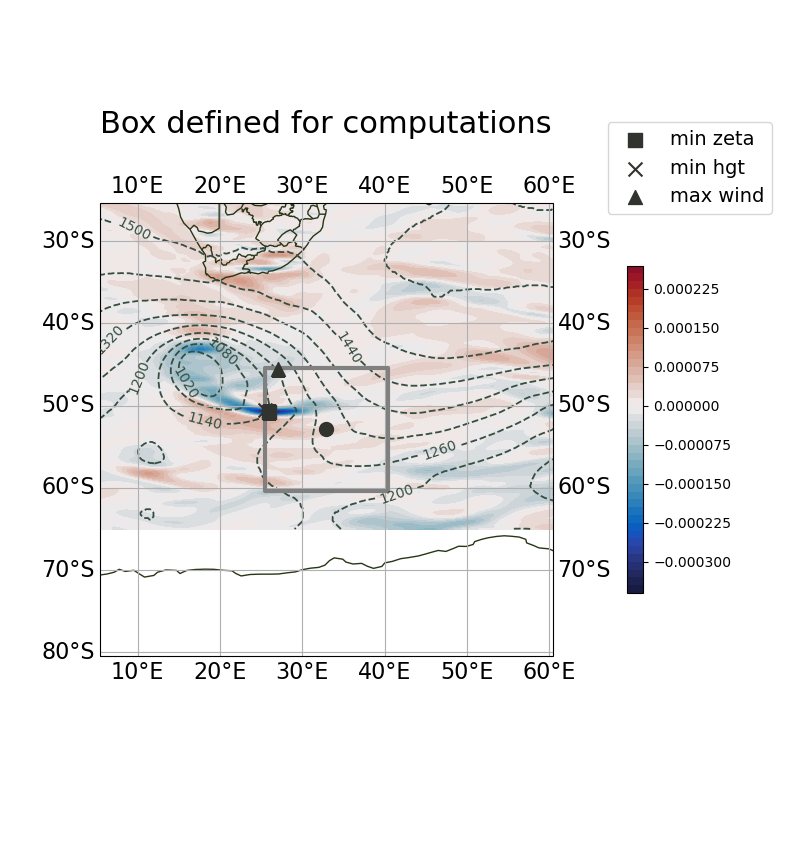 Box defined for computations
min zeta
min hgt
max wind
10°E 20°E 30°E 40°E 50°E 60°E
30°S 30°S
40°S 40°S
50°S 50°S
60°S 60°S
70°S 70°S
80°S 80°S
10°E 20°E 30°E 40°E 50°E 60°E
1500
1320
1200
1080
1020
1140
1440
1260
1200
0.000225
0.000150
0.000075
0.000000
−0.000075
−0.000150
−0.000225
−0.000300